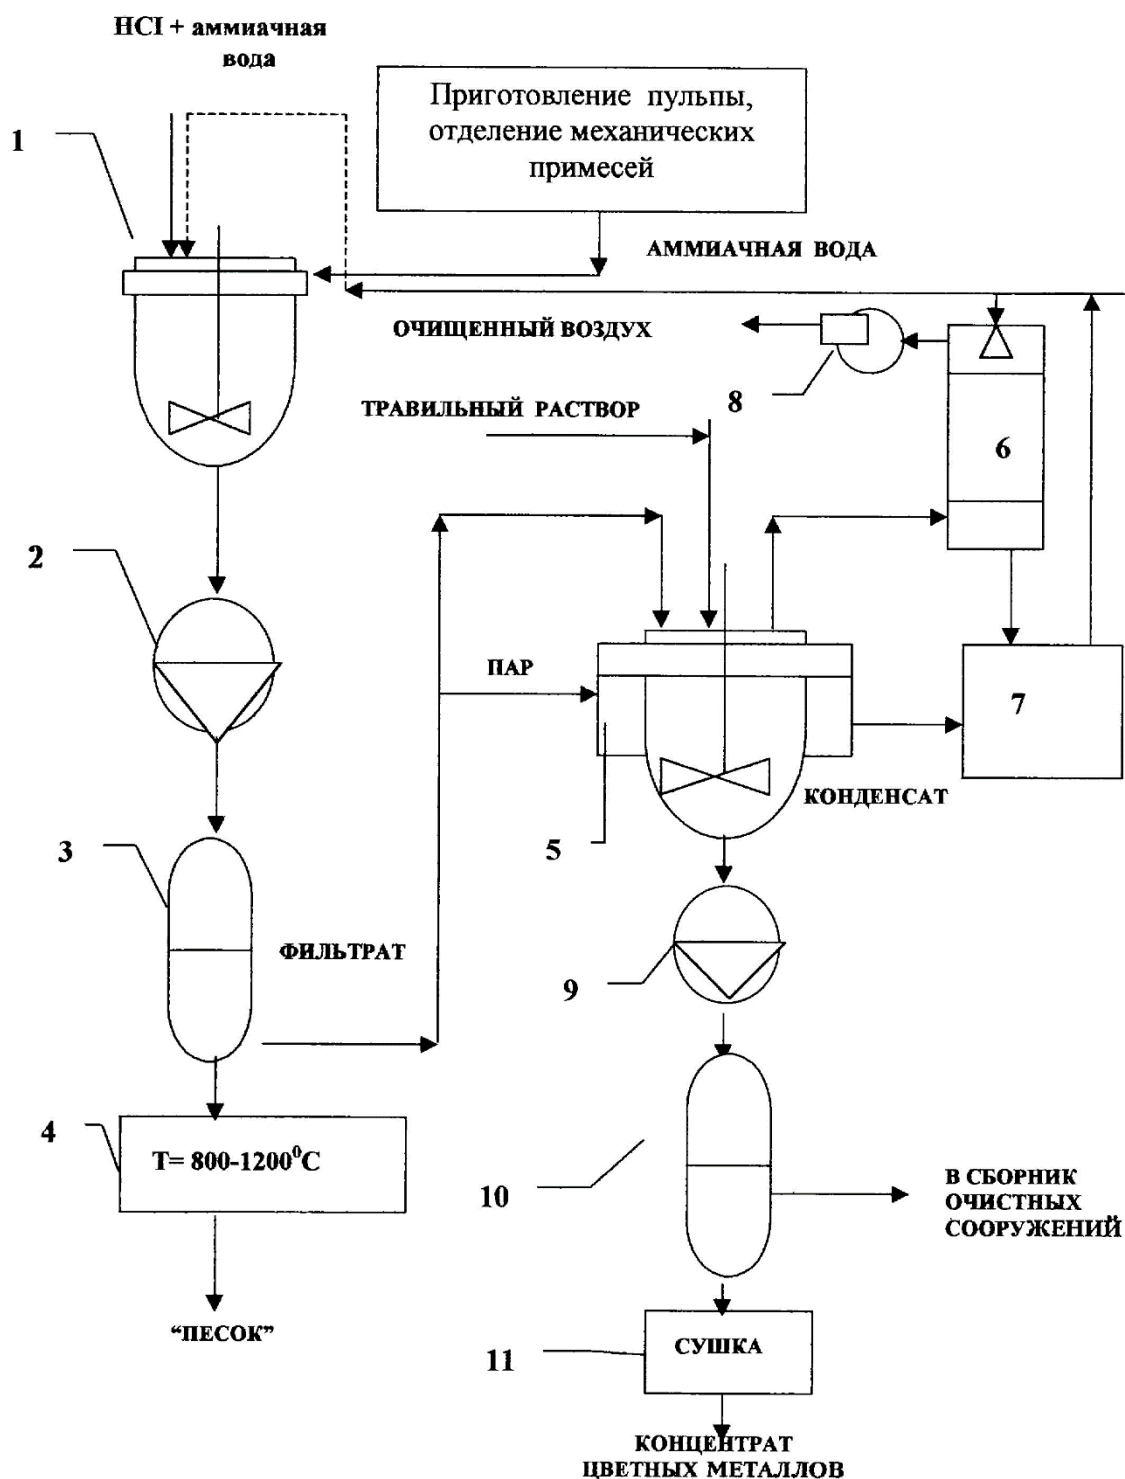 HCl + аммиачная
вода
Приготовление пульпы,
отделение механических
примесей
1
АММИАЧНАЯ ВОДА
ОЧИЩЕННЫЙ ВОЗДУХ
8
ТРАВИЛЬНЫЙ РАСТВОР
6
2
ПАР
7
КОНДЕНСАТ
3
5
ФИЛЬТРАТ
9
4
T= 800-1200⁰C
10
В СБОРНИК
ОЧИСТНЫХ
СООРУЖЕНИЙ
"ПЕСОК"
СУШКА
11
КОНЦЕНТРАТ
ЦВЕТНЫХ МЕТАЛЛОВ